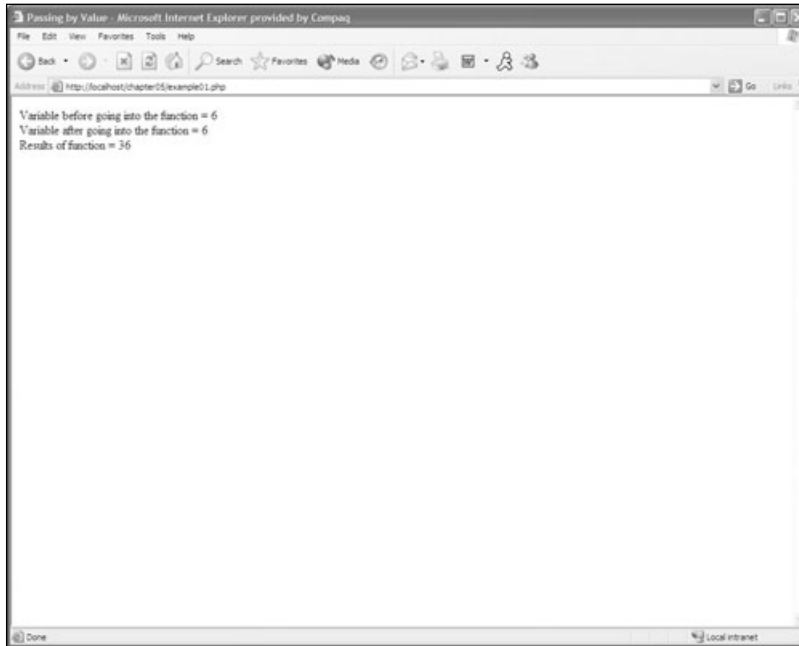 Passing by Value - Microsoft Internet Explorer provided by Compaq
File Edit View Favorites Tools Help
Back Search Favorites Media
Address http://localhost/chapter05/example01.php Go Links
Variable before going into the function = 6
Variable after going into the function = 6
Results of function = 36
Done Local intranet